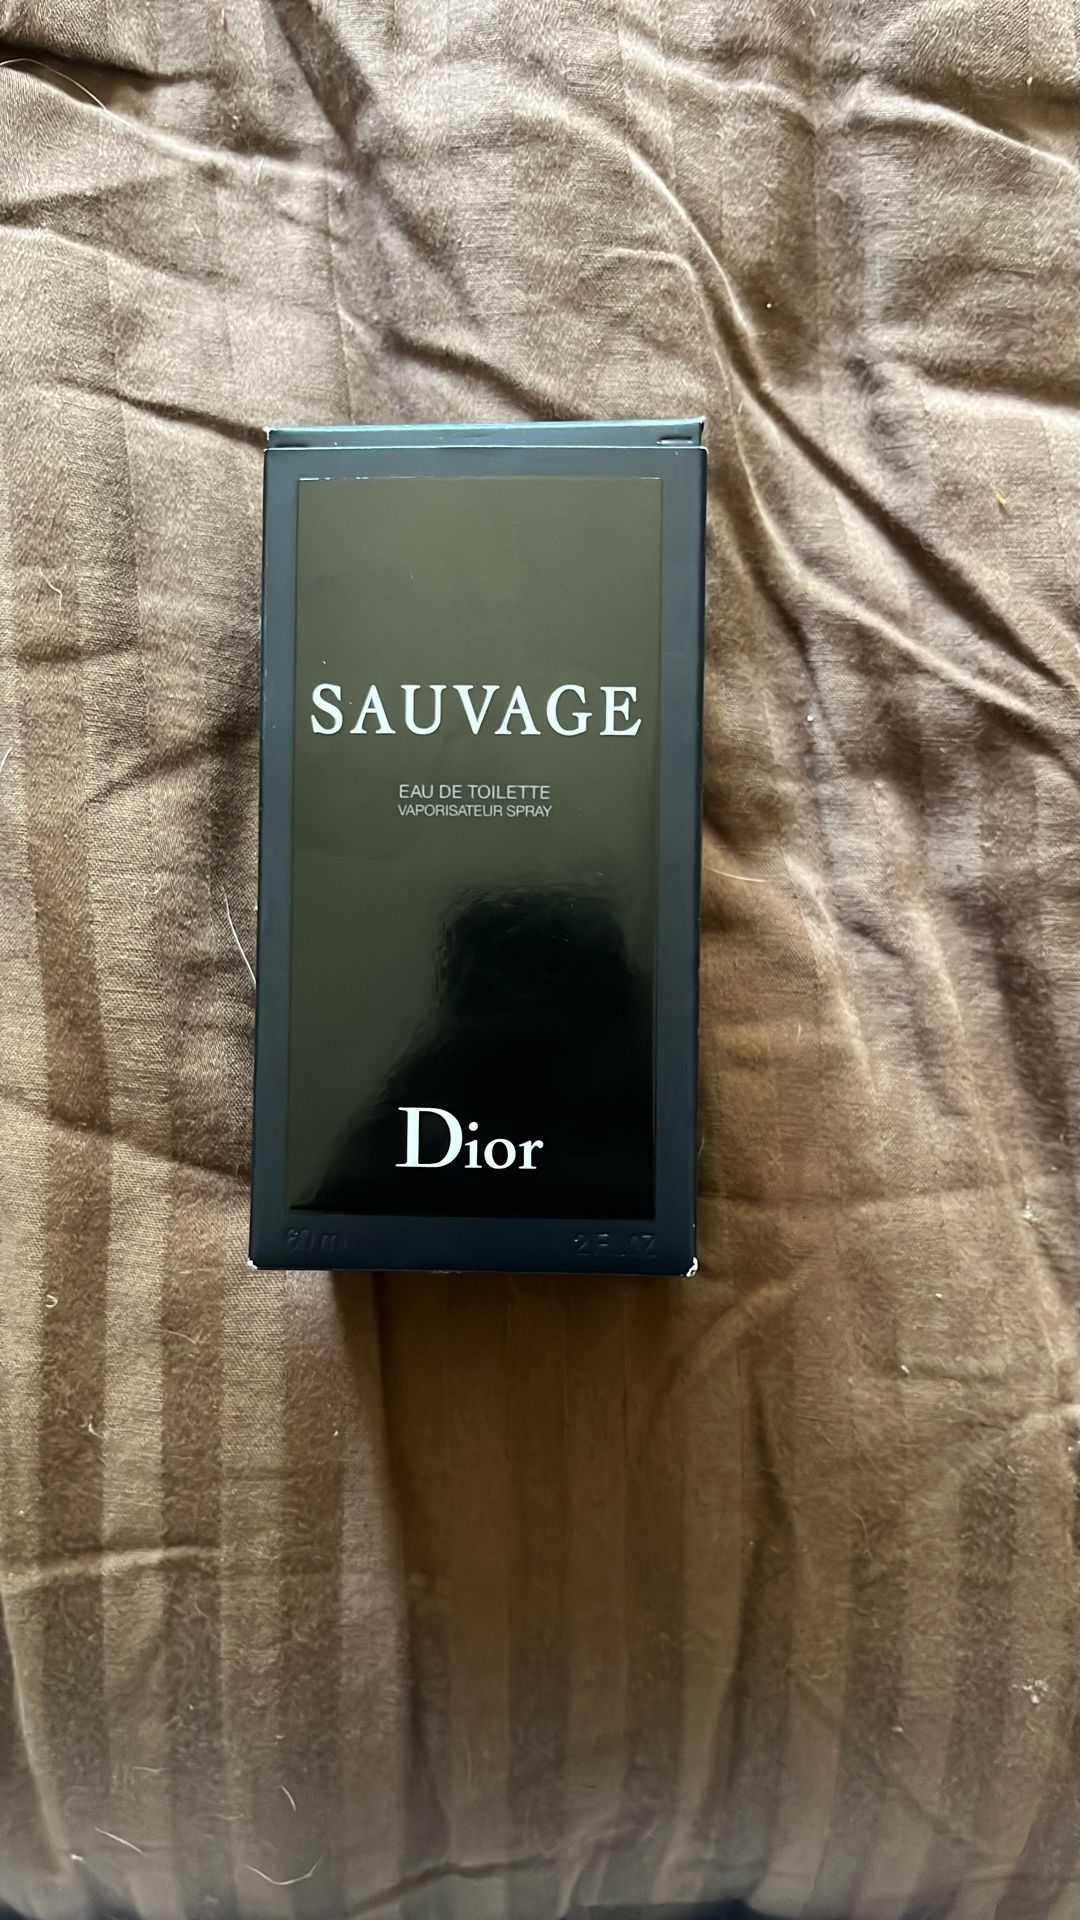 SAUVAGE
EAU DE TOILETTE
VAPORISATEUR SPRAY
Dior
60 ml 2 FL.OZ